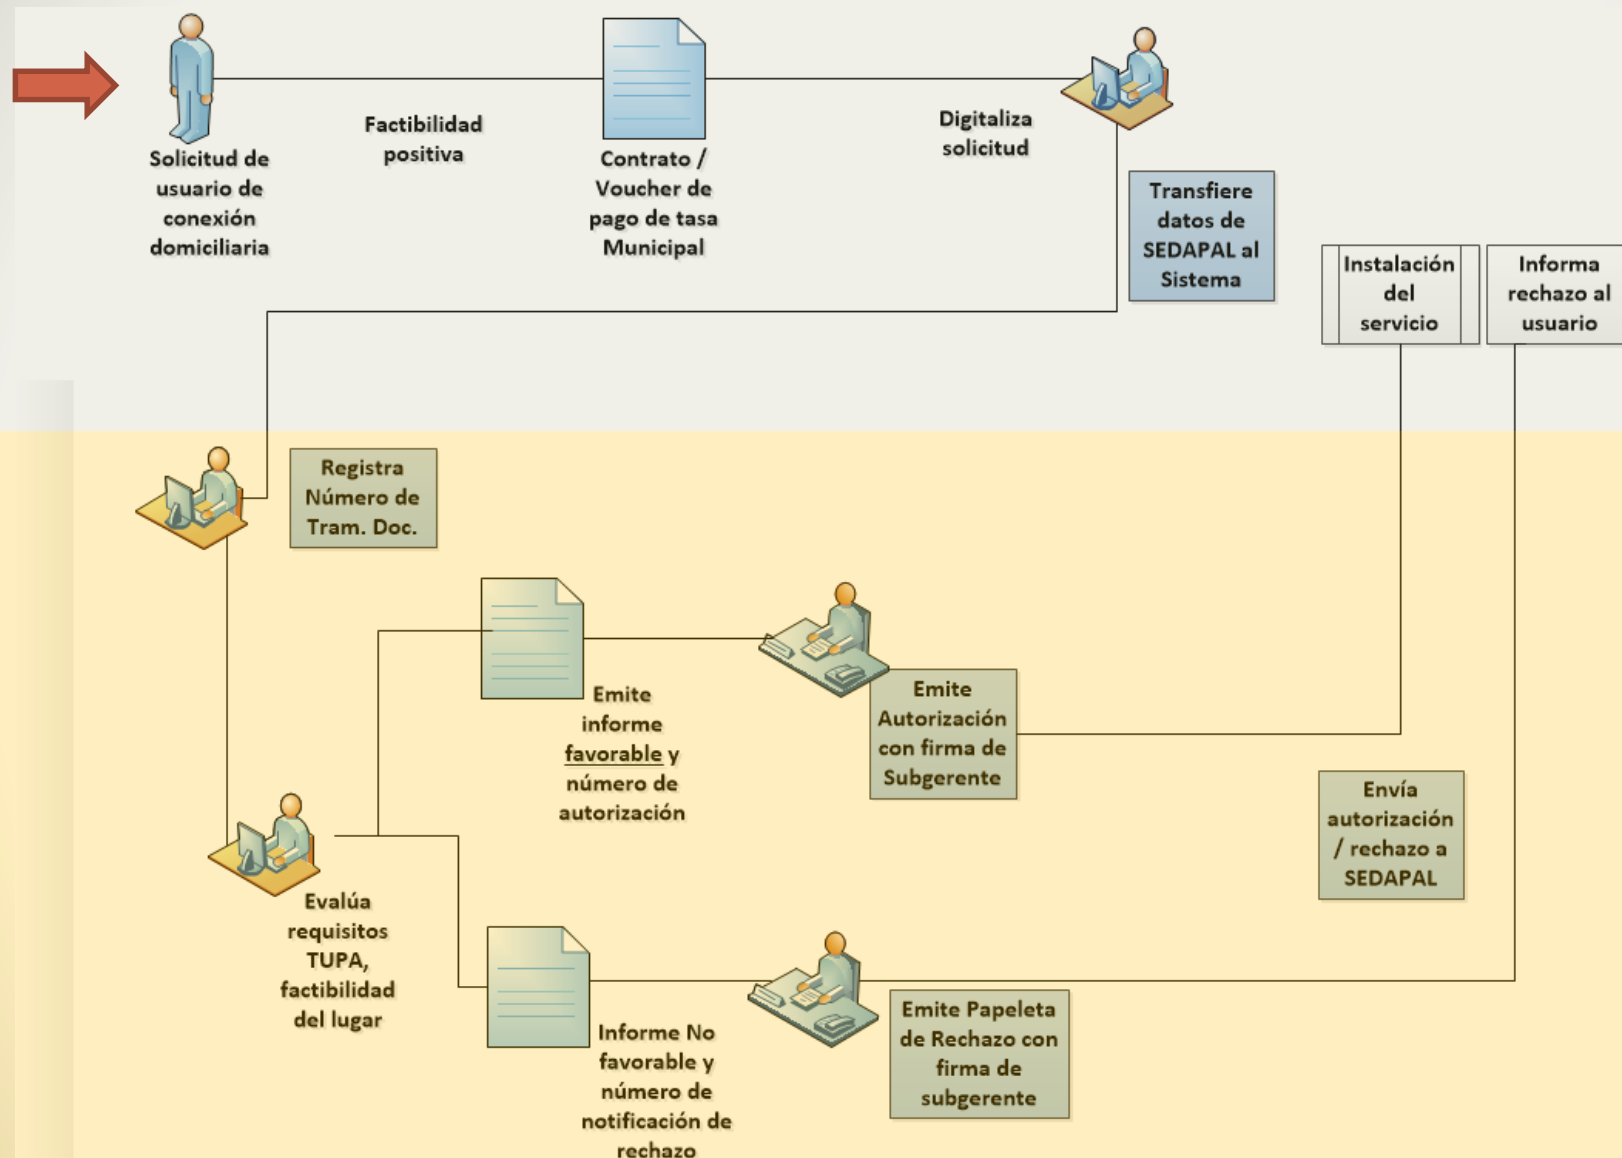 Solicitud de
usuario de
conexión
domiciliaria
Factibilidad
positiva
Contrato /
Voucher de
pago de tasa
Municipal
Digitaliza
solicitud
Transfiere
datos de
SEDAPAL al
Sistema
Instalación
del
servicio
Informa
rechazo al
usuario
Registra
Número de
Tram. Doc.
Emite
informe
favorable y
número de
autorización
Emite
Autorización
con firma de
Subgerente
Envía
autorización
/ rechazo a
SEDAPAL
Evalúa
requisitos
TUPA,
factibilidad
del lugar
Informe No
favorable y
número de
notificación de
rechazo
Emite Papeleta
de Rechazo con
firma de
subgerente